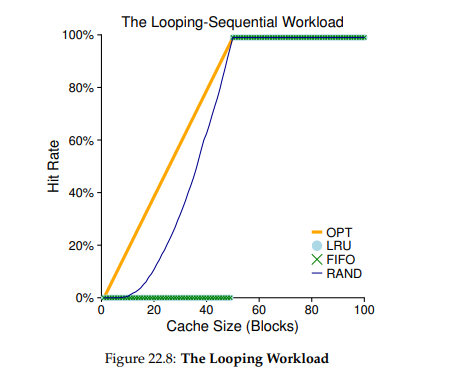 The Looping-Sequential Workload
100%
80%
60%
40%
20%
0%
Hit Rate
OPT
LRU
FIFO
RAND
0
20
40
60
80
100
Cache Size (Blocks)
Figure 22.8: The Looping Workload